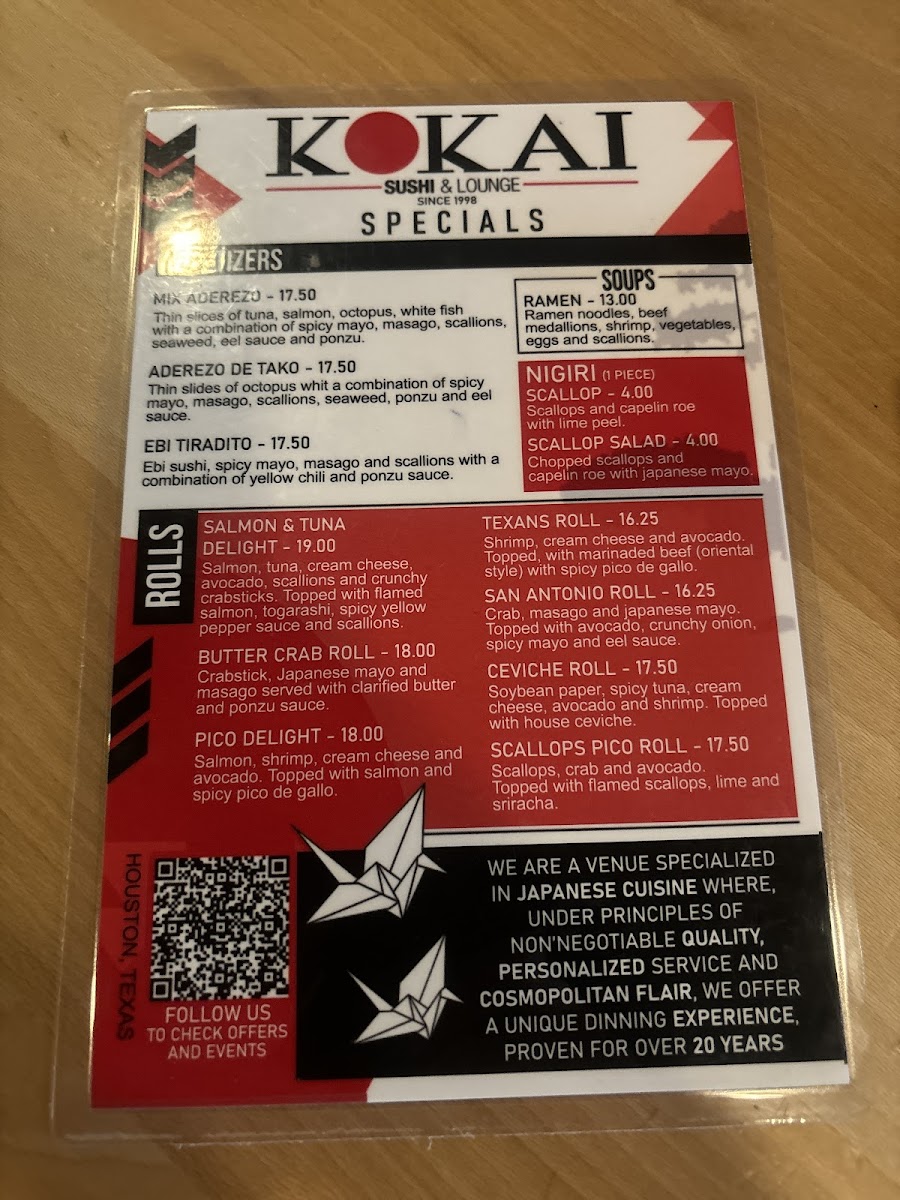 KOKAI
SUSHI & LOUNGE
SINCE 1998
SPECIALS
MIX ADEREZO - 17.50
Thin slices of tuna, salmon, octopus, white fish
with a combination of spicy mayo, masago, scallions,
seaweed, eel sauce and ponzu.
ADEREZO DE TAKO - 17.50
Thin slides of octopus whit a combination of spicy
mayo, masago, scallions, seaweed, ponzu and eel
sauce.
EBI TIRADITO - 17.50
Ebi sushi, spicy mayo, masago and scallions with a
combination of yellow chili and ponzu sauce.
SOUPS
RAMEN - 13.00
Ramen noodles, beef
medallions, shrimp, vegetables,
eggs and scallions.
NIGIRI (1 PIECE)
SCALLOP - 4.00
Scallops and capelin roe
with lime peel.
SCALLOP SALAD - 4.00
Chopped scallops and
capelin roe with japanese mayo.
ROLLS
SALMON & TUNA
DELIGHT - 19.00
Salmon, tuna, cream cheese,
avocado, scallions and crunchy
crabsticks. Topped with flamed
salmon, togarashi, spicy yellow
pepper sauce and scallions.
BUTTER CRAB ROLL - 18.00
Crabstick, Japanese mayo and
masago served with clarified butter
and ponzu sauce.
PICO DELIGHT - 18.00
Salmon, shrimp, cream cheese and
avocado. Topped with salmon and
spicy pico de gallo.
TEXANS ROLL - 16.25
Shrimp, cream cheese and avocado.
Topped, with marinaded beef (oriental
style) with spicy pico de gallo.
SAN ANTONIO ROLL - 16.25
Crab, masago and japanese mayo.
Topped with avocado, crunchy onion,
spicy mayo and eel sauce.
CEVICHE ROLL - 17.50
Soybean paper, spicy tuna, cream
cheese, avocado and shrimp. Topped
with house ceviche.
SCALLOPS PICO ROLL - 17.50
Scallops, crab and avocado.
Topped with flamed scallops, lime and
sriracha.
HOUSTON, TEXAS
FOLLOW US
TO CHECK OFFERS
AND EVENTS
WE ARE A VENUE SPECIALIZED
IN JAPANESE CUISINE WHERE,
UNDER PRINCIPLES OF
NON'NEGOTIABLE QUALITY,
PERSONALIZED SERVICE AND
COSMOPOLITAN FLAIR, WE OFFER
A UNIQUE DINNING EXPERIENCE,
PROVEN FOR OVER 20 YEARS